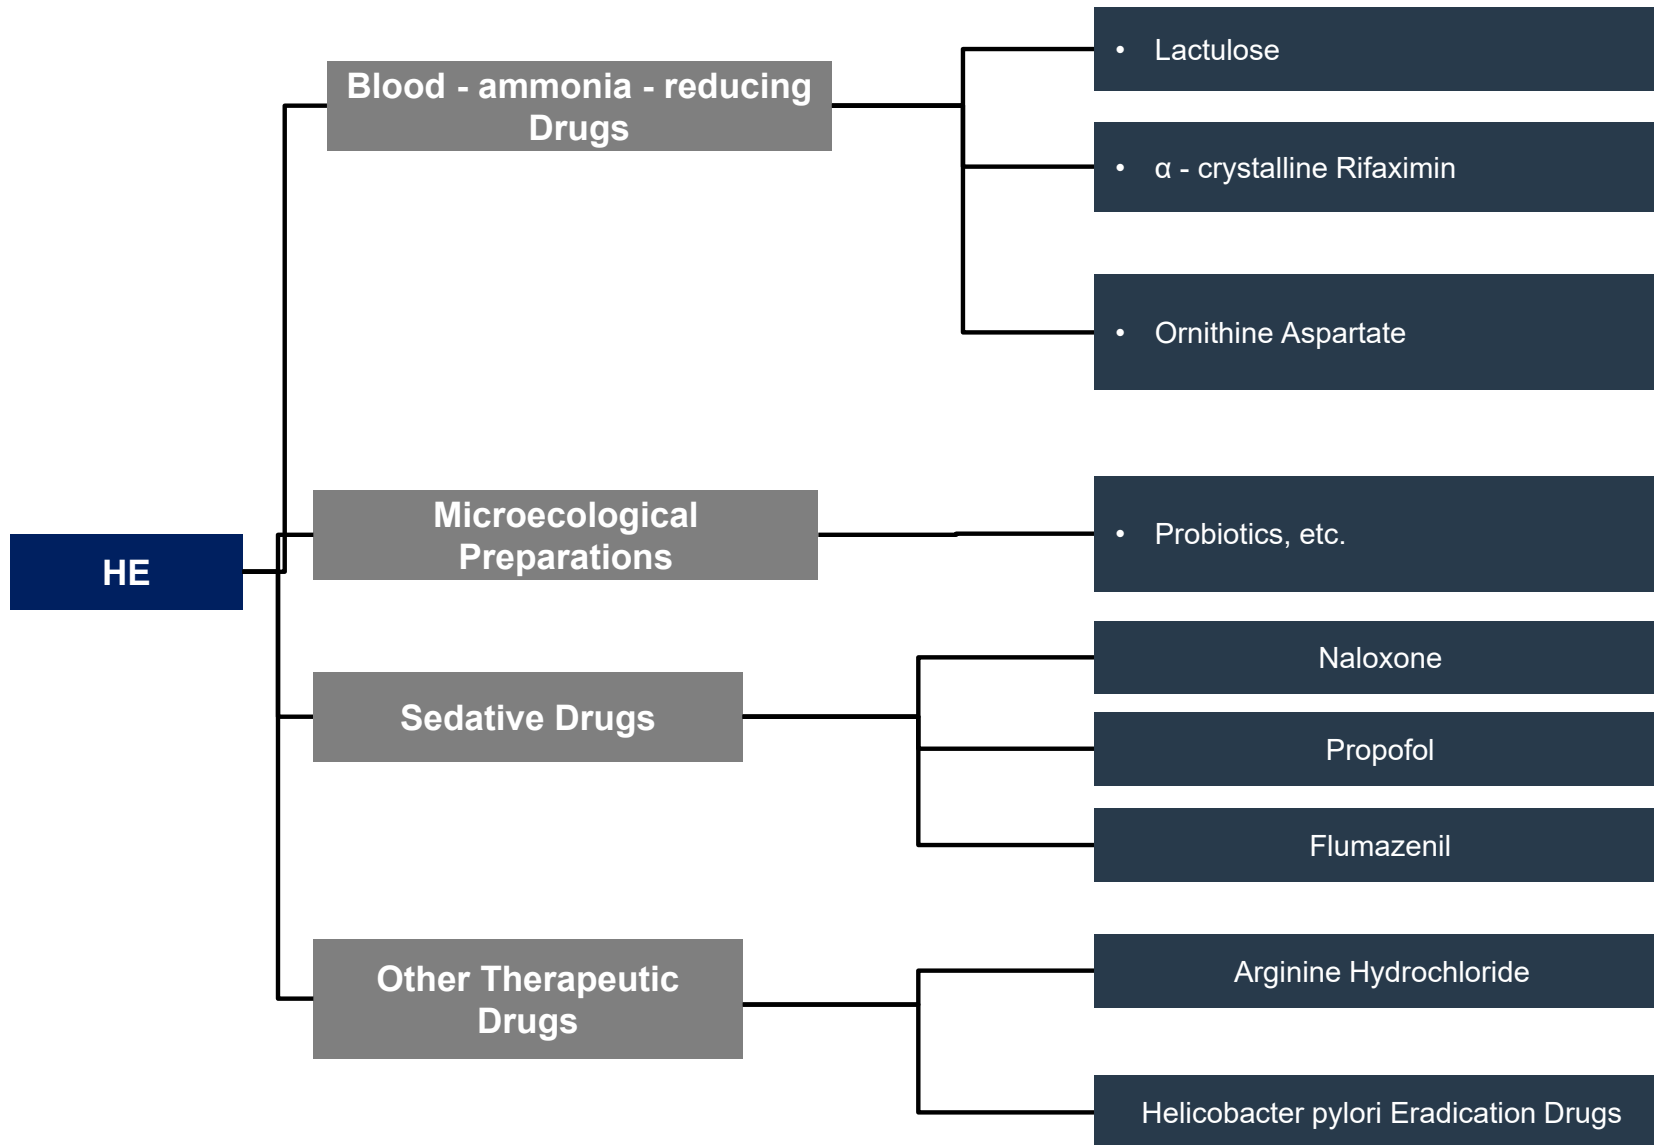 HE
Blood - ammonia - reducing
Drugs
• Lactulose
• α - crystalline Rifaximin
• Ornithine Aspartate
Microecological
Preparations
• Probiotics, etc.
Sedative Drugs
Naloxone
Propofol
Flumazenil
Other Therapeutic
Drugs
Arginine Hydrochloride
Helicobacter pylori Eradication Drugs